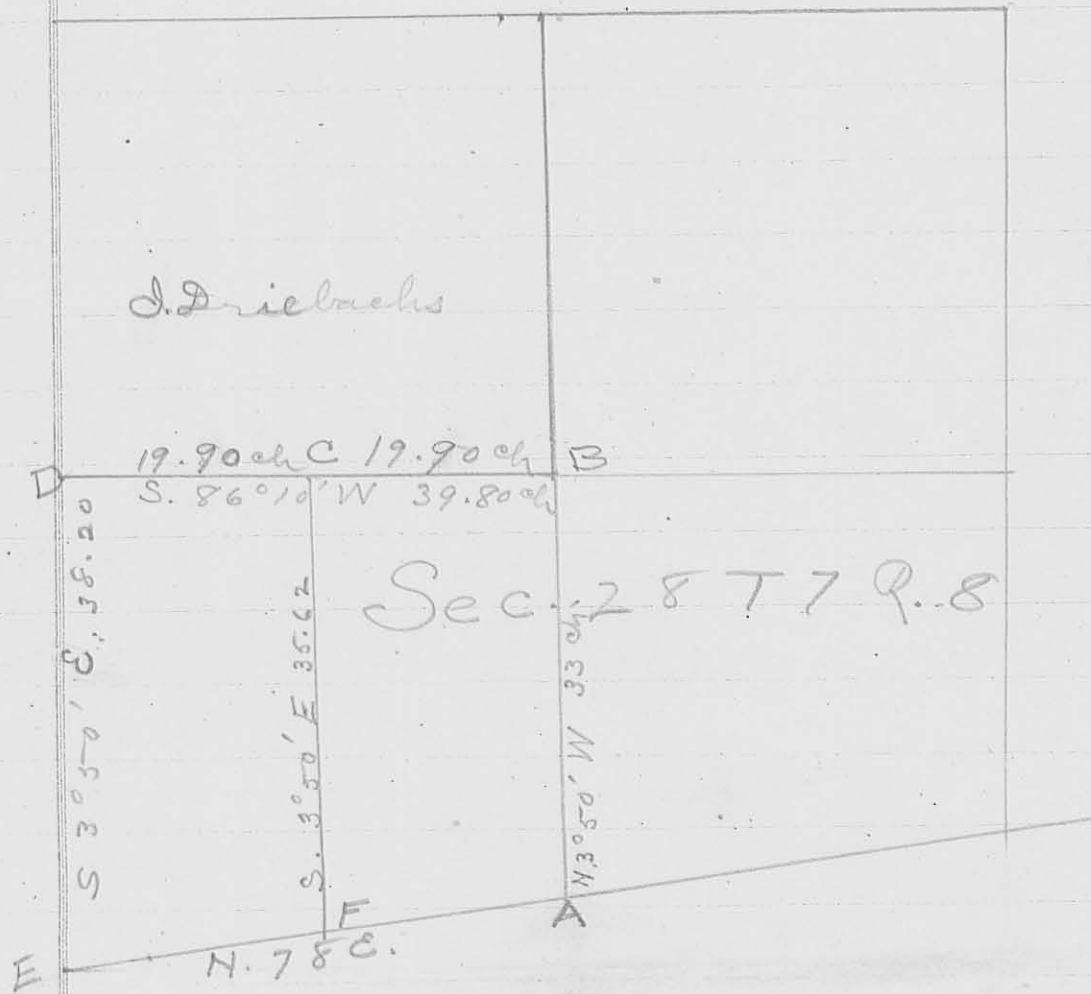 J. Driebachs
19.90 ch C 19.90 ch B
D
S. 86°10' W 39.80 ch
Sec. 28 T7 R. 8
S 3°50' E. 38.20
S. 3°50' E 35.62
N 3°50' W 33 ch.
F
A
E
N. 78 E.